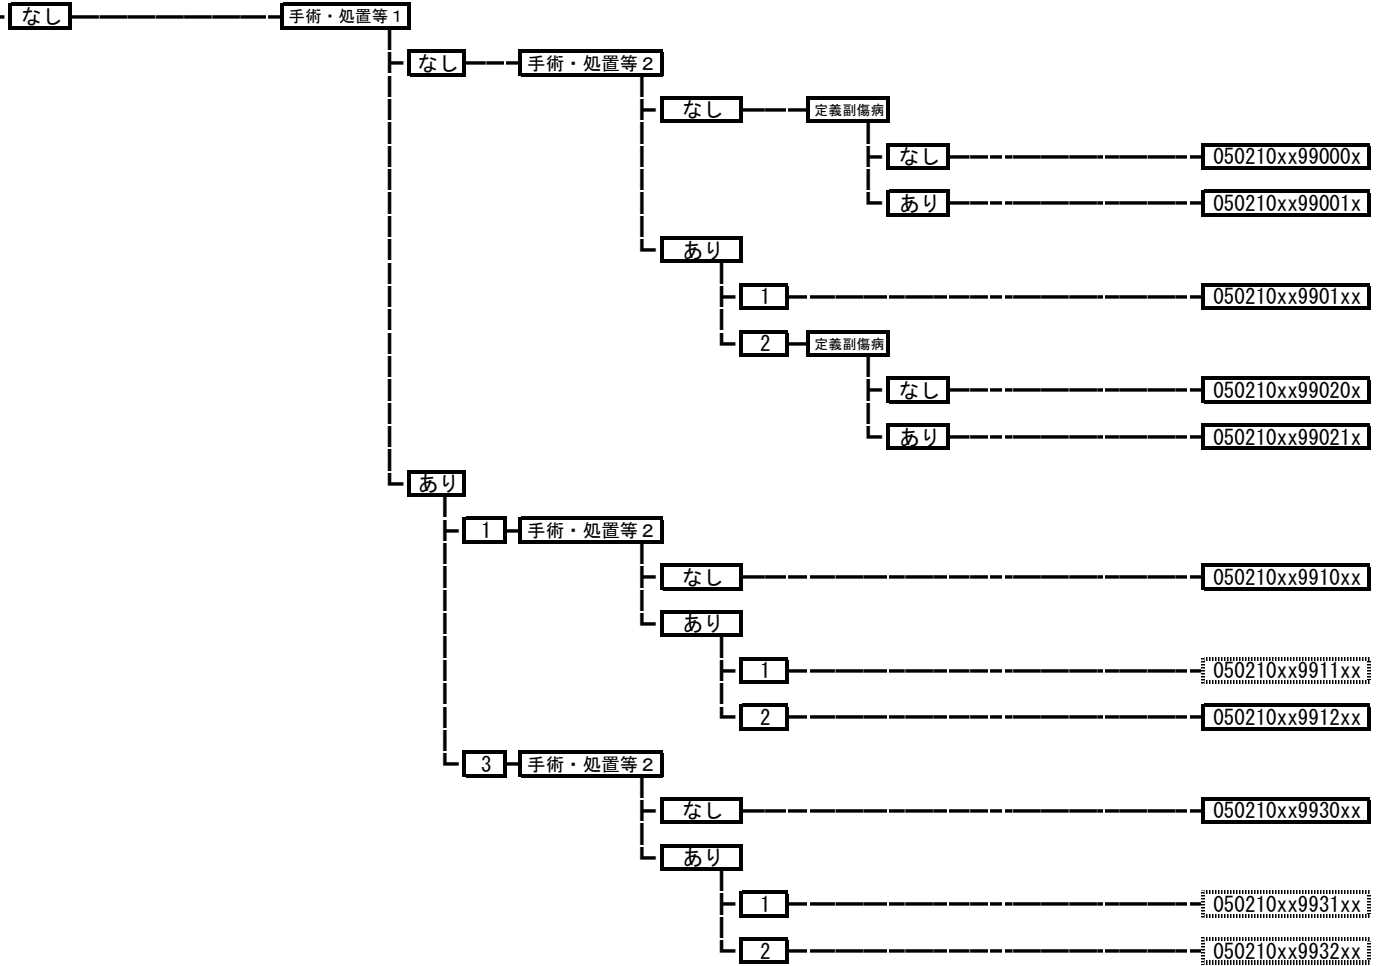 なし 手術・処置等1
なし 手術・処置等2
なし 定義副傷病
なし 050210xx99000x
あり 050210xx99001x
あり
1 050210xx9901xx
2 定義副傷病
なし 050210xx99020x
あり 050210xx99021x
あり
1 手術・処置等2
なし 050210xx9910xx
あり
1 050210xx9911xx
2 050210xx9912xx
3 手術・処置等2
なし 050210xx9930xx
あり
1 050210xx9931xx
2 050210xx9932xx